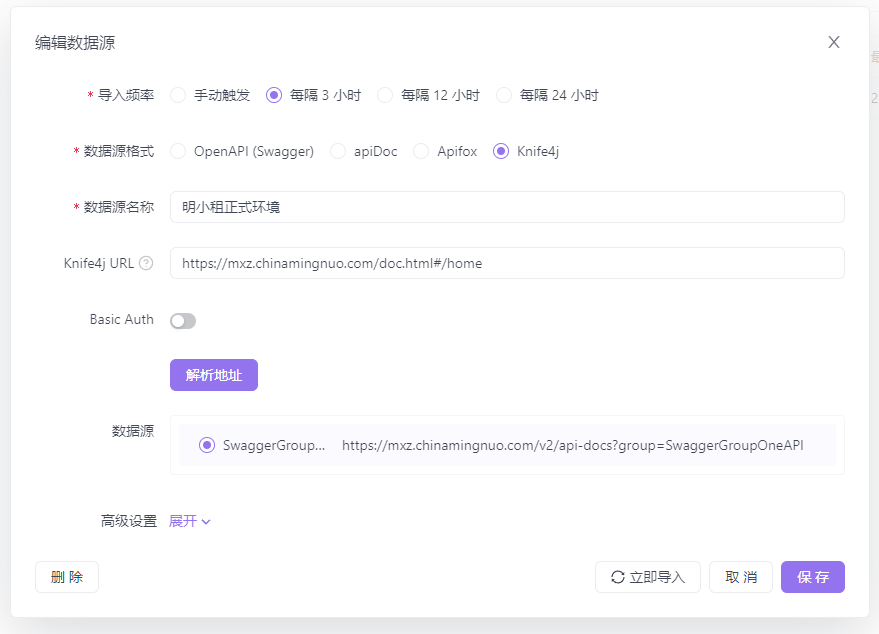 编辑数据源
* 导入频率 手动触发 每隔 3 小时 每隔 12 小时 每隔 24 小时
* 数据源格式 OpenAPI (Swagger) apiDoc Apifox Knife4j
* 数据源名称 明小租正式环境
Knife4j URL ? https://mxz.chinamingnuo.com/doc.html#/home
Basic Auth
解析地址
数据源 SwaggerGroup... https://mxz.chinamingnuo.com/v2/api-docs?group=SwaggerGroupOneAPI
高级设置 展开
删 除 立即导入 取 消 保 存